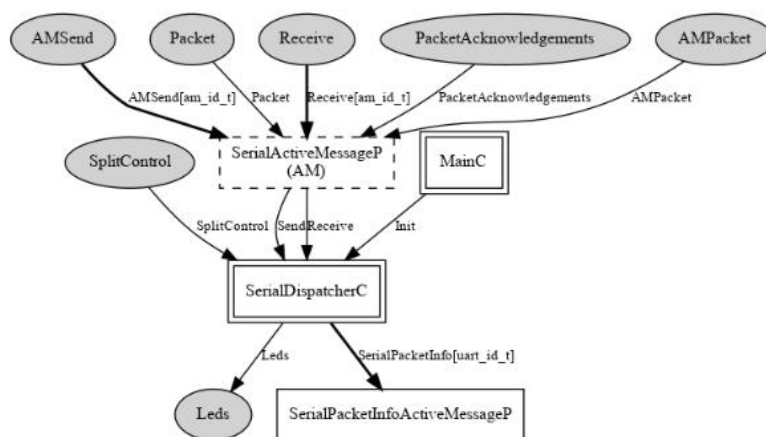 AMSend
Packet
Receive
PacketAcknowledgements
AMPacket
AMSend[am_id_t]
Packet
Receive[am_id_t]
PacketAcknowledgements
AMPacket
SplitControl
SerialActiveMessageP
(AM)
MainC
SplitControl
Send
Receive
Init
SerialDispatcherC
Leds
SerialPacketInfo[uart_id_t]
Leds
SerialPacketInfoActiveMessageP